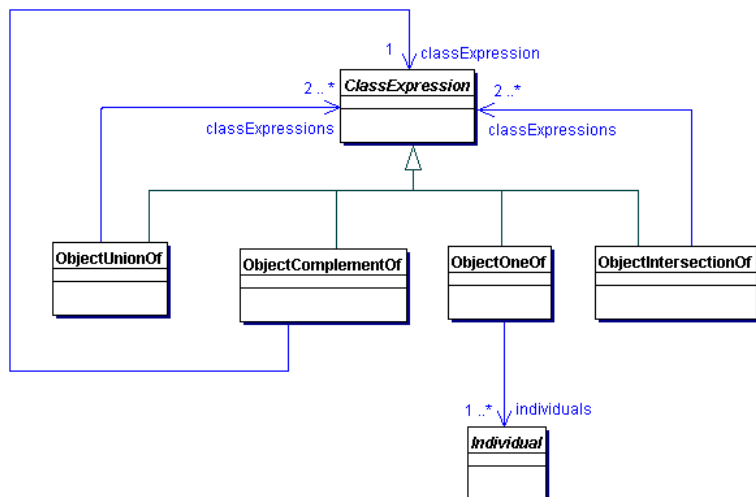 1 classExpression
ClassExpression
2 ..* 2 ..*
classExpressions classExpressions
ObjectUnionOf ObjectComplementOf ObjectOneOf ObjectIntersectionOf
1 ..* individuals
Individual